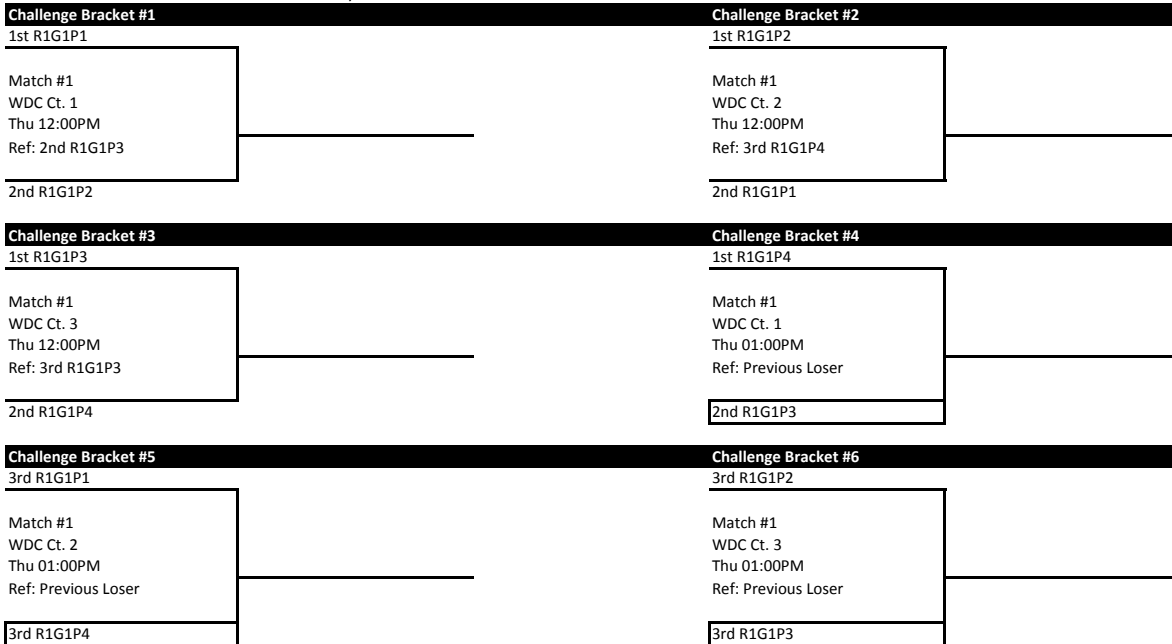 Challenge Bracket #1
1st R1G1P1
Match #1
WDC Ct. 1
Thu 12:00PM
Ref: 2nd R1G1P3
2nd R1G1P2
Challenge Bracket #2
1st R1G1P2
Match #1
WDC Ct. 2
Thu 12:00PM
Ref: 3rd R1G1P4
2nd R1G1P1
Challenge Bracket #3
1st R1G1P3
Match #1
WDC Ct. 3
Thu 12:00PM
Ref: 3rd R1G1P3
2nd R1G1P4
Challenge Bracket #4
1st R1G1P4
Match #1
WDC Ct. 1
Thu 01:00PM
Ref: Previous Loser
2nd R1G1P3
Challenge Bracket #5
3rd R1G1P1
Match #1
WDC Ct. 2
Thu 01:00PM
Ref: Previous Loser
3rd R1G1P4
Challenge Bracket #6
3rd R1G1P2
Match #1
WDC Ct. 3
Thu 01:00PM
Ref: Previous Loser
3rd R1G1P3